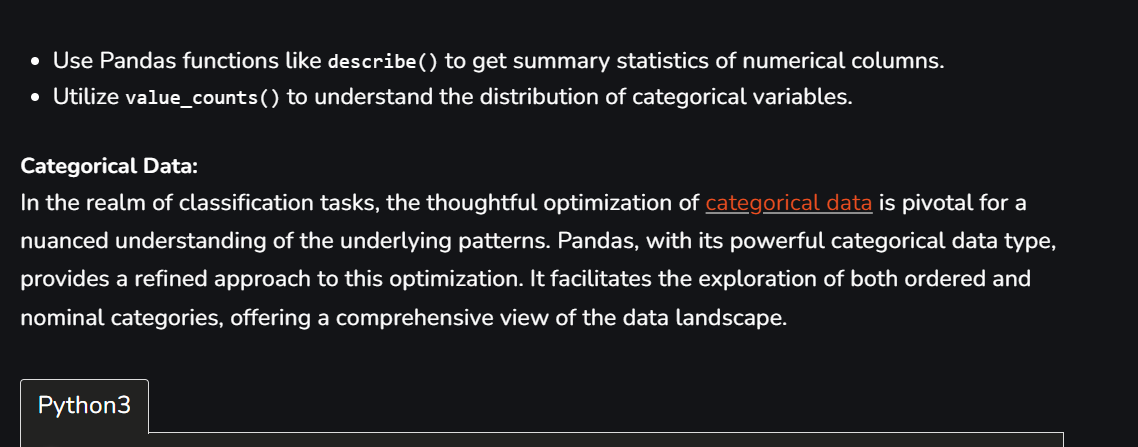 • Use Pandas functions like describe() to get summary statistics of numerical columns.
• Utilize value_counts() to understand the distribution of categorical variables.
Categorical Data:
In the realm of classification tasks, the thoughtful optimization of categorical data is pivotal for a
nuanced understanding of the underlying patterns. Pandas, with its powerful categorical data type,
provides a refined approach to this optimization. It facilitates the exploration of both ordered and
nominal categories, offering a comprehensive view of the data landscape.
Python3